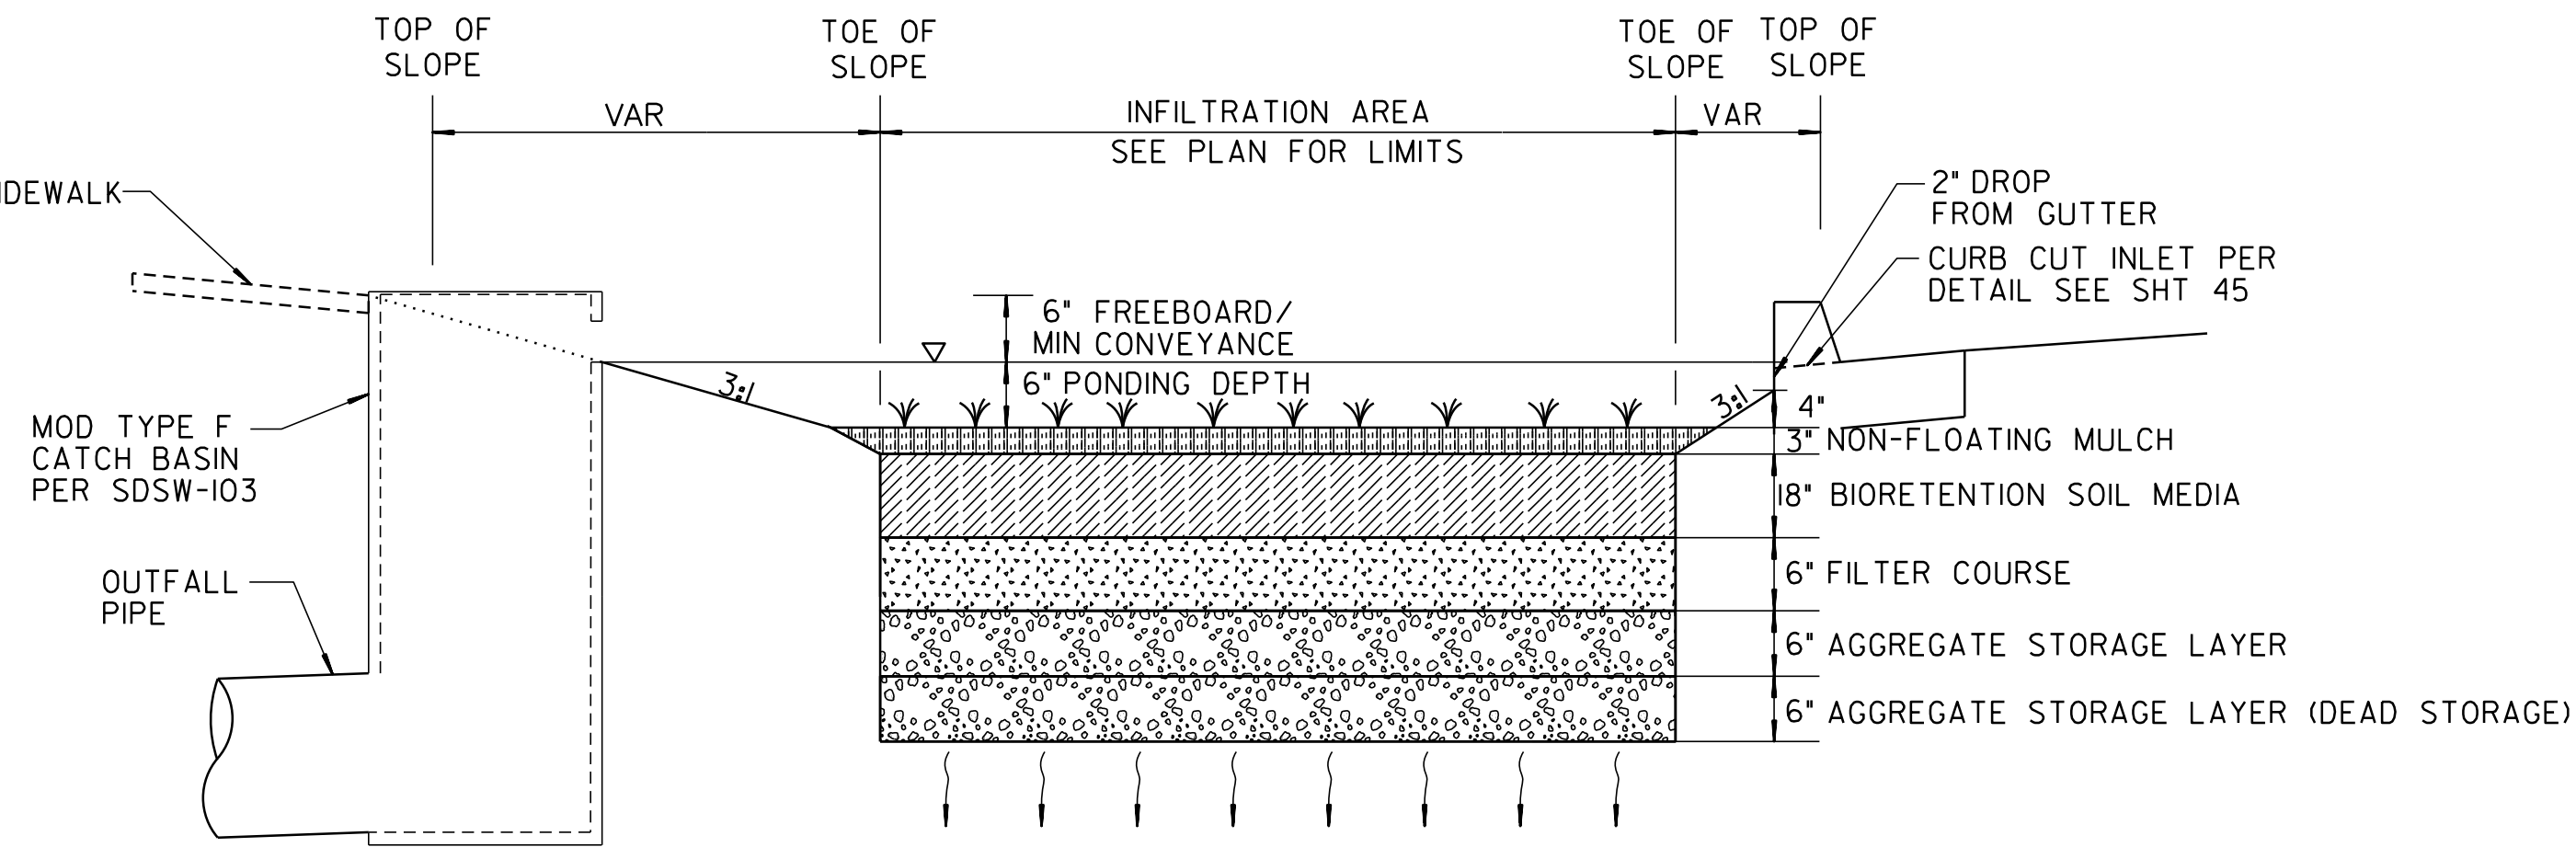 TOP OF
SLOPE
TOE OF
SLOPE
TOE OF
SLOPE
TOP OF
SLOPE
VAR
INFILTRATION AREA
SEE PLAN FOR LIMITS
VAR
IDEWALK
2" DROP
FROM GUTTER
CURB CUT INLET PER
DETAIL SEE SHT 45
6" FREEBOARD/
MIN CONVEYANCE
6" PONDING DEPTH
3:1
3:1
4"
MOD TYPE F
CATCH BASIN
PER SDSW-103
3" NON-FLOATING MULCH
18" BIORETENTION SOIL MEDIA
OUTFALL
PIPE
6" FILTER COURSE
6" AGGREGATE STORAGE LAYER
6" AGGREGATE STORAGE LAYER (DEAD STORAGE)